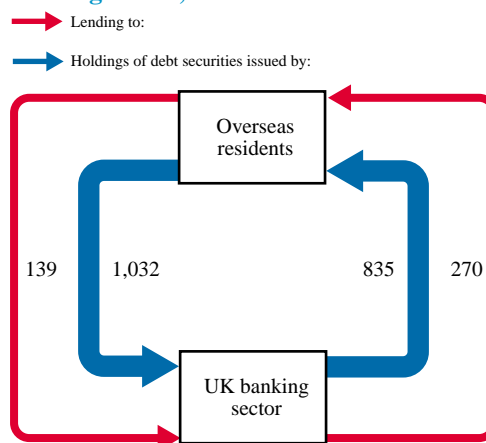 Lending to:
Holdings of debt securities issued by:
Overseas
residents
139
1,032
835
270
UK banking
sector